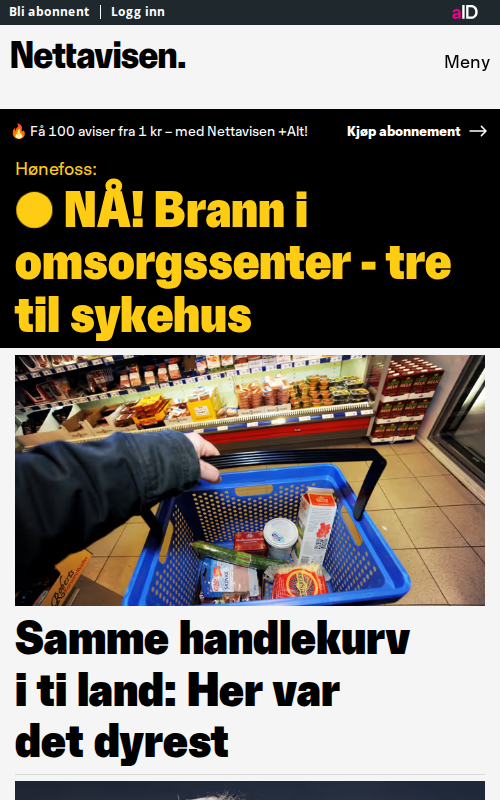 Bli abonnent | Logg inn
aID
Nettavisen.
Meny
🔥 Få 100 aviser fra 1 kr – med Nettavisen +Alt!
Kjøp abonnement →
Hønefoss:
NÅ! Brann i
omsorgssenter - tre
til sykehus
Samme handlekurv
i ti land: Her var
det dyrest